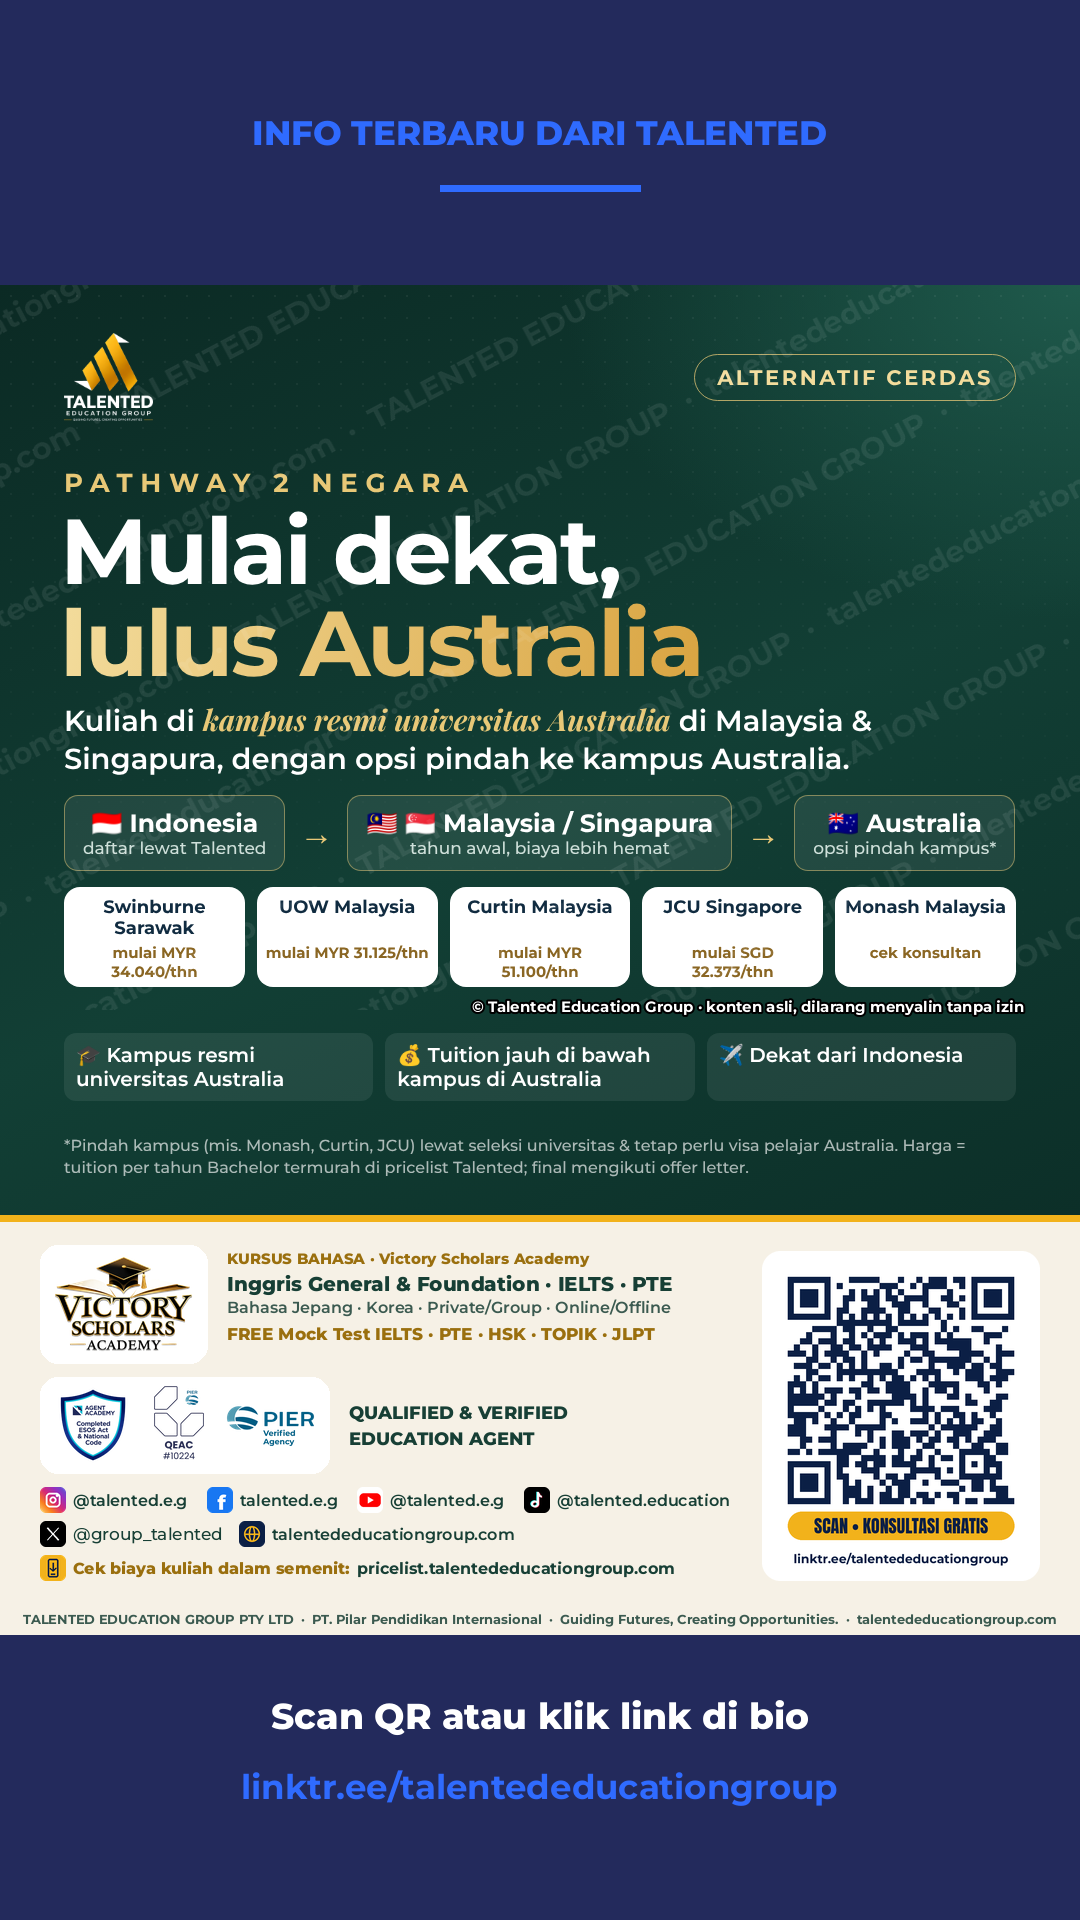 INFO TERBARU DARI TALENTED
TALENTED
EDUCATION GROUP
ALTERNATIF CERDAS
PATHWAY 2 NEGARA
Mulai dekat,
lulus Australia
Kuliah di kampus resmi universitas Australia di Malaysia &
Singapura, dengan opsi pindah ke kampus Australia.
🇮🇩 Indonesia
daftar lewat Talented
→
🇲🇾 🇸🇬 Malaysia / Singapura
tahun awal, biaya lebih hemat
→
🇦🇺 Australia
opsi pindah kampus*
Swinburne
Sarawak
mulai MYR
34.040/thn
UOW Malaysia
mulai MYR 31.125/thn
Curtin Malaysia
mulai MYR
51.100/thn
JCU Singapore
mulai SGD
32.373/thn
Monash Malaysia
cek konsultan
© Talented Education Group · konten asli, dilarang menyalin tanpa izin
🎓 Kampus resmi
universitas Australia
💰 Tuition jauh di bawah
kampus di Australia
✈️ Dekat dari Indonesia
*Pindah kampus (mis. Monash, Curtin, JCU) lewat seleksi universitas & tetap perlu visa pelajar Australia. Harga =
tuition per tahun Bachelor termurah di pricelist Talented; final mengikuti offer letter.
VICTORY
SCHOLARS
ACADEMY
KURSUS BAHASA · Victory Scholars Academy
Inggris General & Foundation · IELTS · PTE
Bahasa Jepang · Korea · Private/Group · Online/Offline
FREE Mock Test IELTS · PTE · HSK · TOPIK · JLPT
AGENT
ACADEMY
Completed
ESOS Act
& National
Code
PIER
QEAC
#10224
PIER
Verified
Agency
QUALIFIED & VERIFIED
EDUCATION AGENT
@talented.e.g
talented.e.g
@talented.e.g
@talented.education
@group_talented
talentededucationgroup.com
Cek biaya kuliah dalam semenit: pricelist.talentededucationgroup.com
SCAN • KONSULTASI GRATIS
linktr.ee/talentededucationgroup
TALENTED EDUCATION GROUP PTY LTD · PT. Pilar Pendidikan Internasional · Guiding Futures, Creating Opportunities. · talentededucationgroup.com
Scan QR atau klik link di bio
linktr.ee/talentededucationgroup